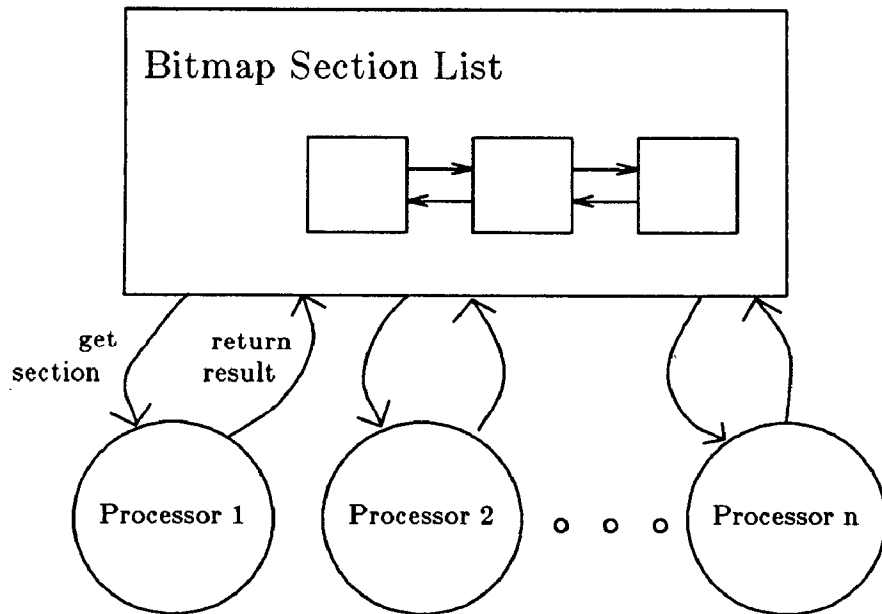 Bitmap Section List
get
section
return
result
Processor 1
Processor 2
Processor n